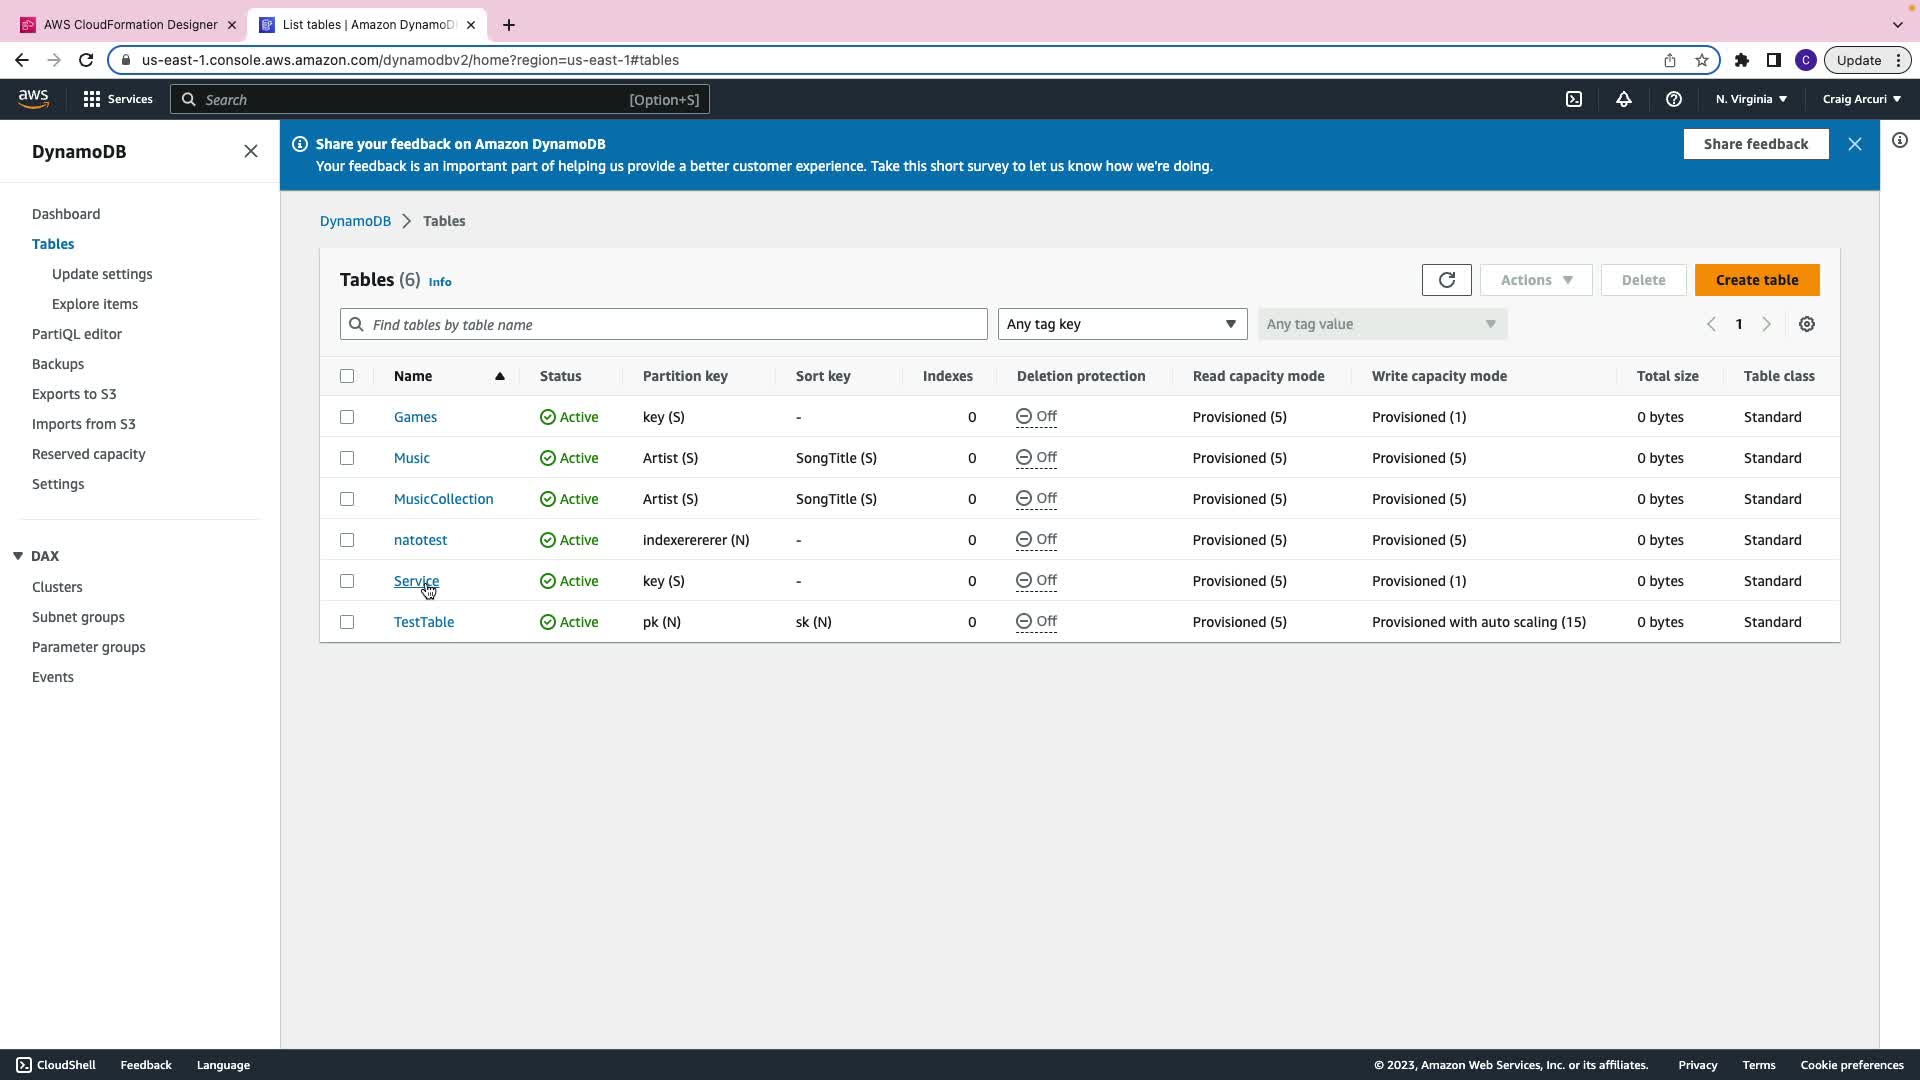 AWS CloudFormation Designer
List tables | Amazon DynamoD
us-east-1.console.aws.amazon.com/dynamodbv2/home?region=us-east-1#tables
C
Update
aws
Services
Search
[Option+S]
N. Virginia
Craig Arcuri
DynamoDB
Dashboard
Tables
Update settings
Explore items
PartiQL editor
Backups
Exports to S3
Imports from S3
Reserved capacity
Settings
DAX
Clusters
Subnet groups
Parameter groups
Events
Share your feedback on Amazon DynamoDB
Your feedback is an important part of helping us provide a better customer experience. Take this short survey to let us know how we're doing.
Share feedback
DynamoDB > Tables
Tables (6) Info
Actions
Delete
Create table
Find tables by table name
Any tag key
Any tag value
1
Name Status Partition key Sort key Indexes Deletion protection Read capacity mode Write capacity mode Total size Table class
Games Active key (S) - 0 Off Provisioned (5) Provisioned (1) 0 bytes Standard
Music Active Artist (S) SongTitle (S) 0 Off Provisioned (5) Provisioned (5) 0 bytes Standard
MusicCollection Active Artist (S) SongTitle (S) 0 Off Provisioned (5) Provisioned (5) 0 bytes Standard
natotest Active indexerererer (N) - 0 Off Provisioned (5) Provisioned (5) 0 bytes Standard
Service Active key (S) - 0 Off Provisioned (5) Provisioned (1) 0 bytes Standard
TestTable Active pk (N) sk (N) 0 Off Provisioned (5) Provisioned with auto scaling (15) 0 bytes Standard
CloudShell
Feedback
Language
© 2023, Amazon Web Services, Inc. or its affiliates.
Privacy
Terms
Cookie preferences